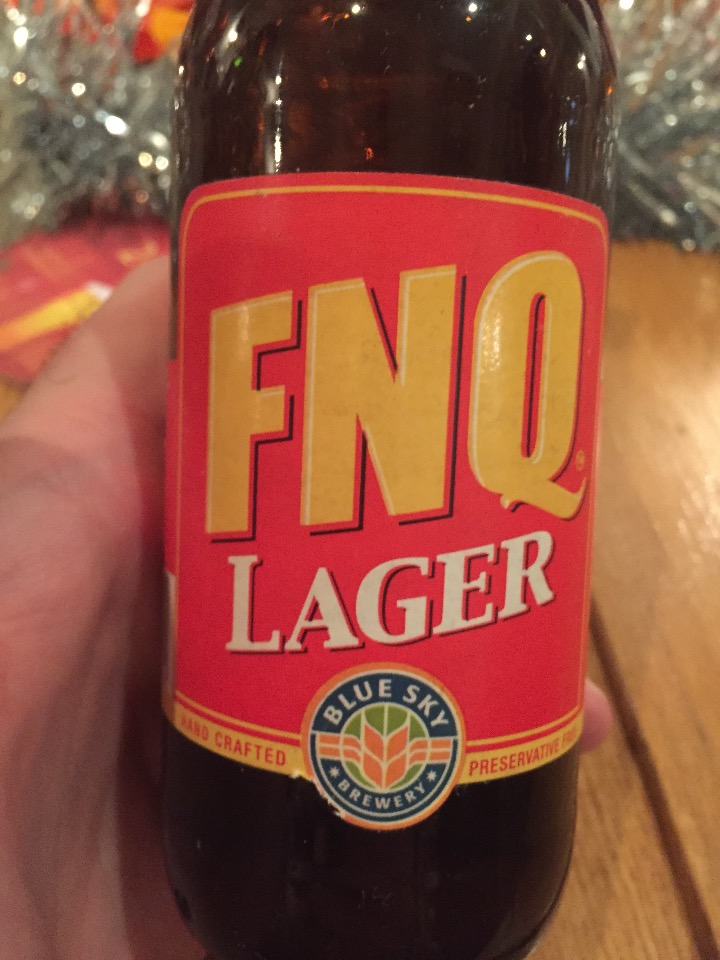 FNQ
LAGER
BLUE SKY
BREWERY
HAND CRAFTED
PRESERVATIVE